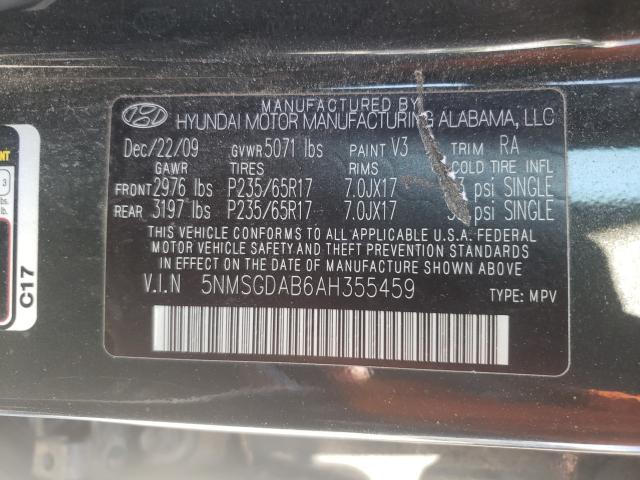 MANUFACTURED BY
HYUNDAI MOTOR MANUFACTURING ALABAMA, LLC
Dec/22/09 GVWR 5071 lbs PAINT V3 TRIM RA
GAWR TIRES RIMS COLD TIRE INFL
FRONT 2976 lbs P235/65R17 7.0JX17 psi SINGLE
REAR 3197 lbs P235/65R17 7.0JX17 psi SINGLE
THIS VEHICLE CONFORMS TO ALL APPLICABLE U.S.A. FEDERAL
MOTOR VEHICLE SAFETY AND THEFT PREVENTION STANDARDS
IN EFFECT ON THE DATE OF MANUFACTURE SHOWN ABOVE.
V.I.N 5NMSGDAB6AH355459 TYPE: MPV
C17
3